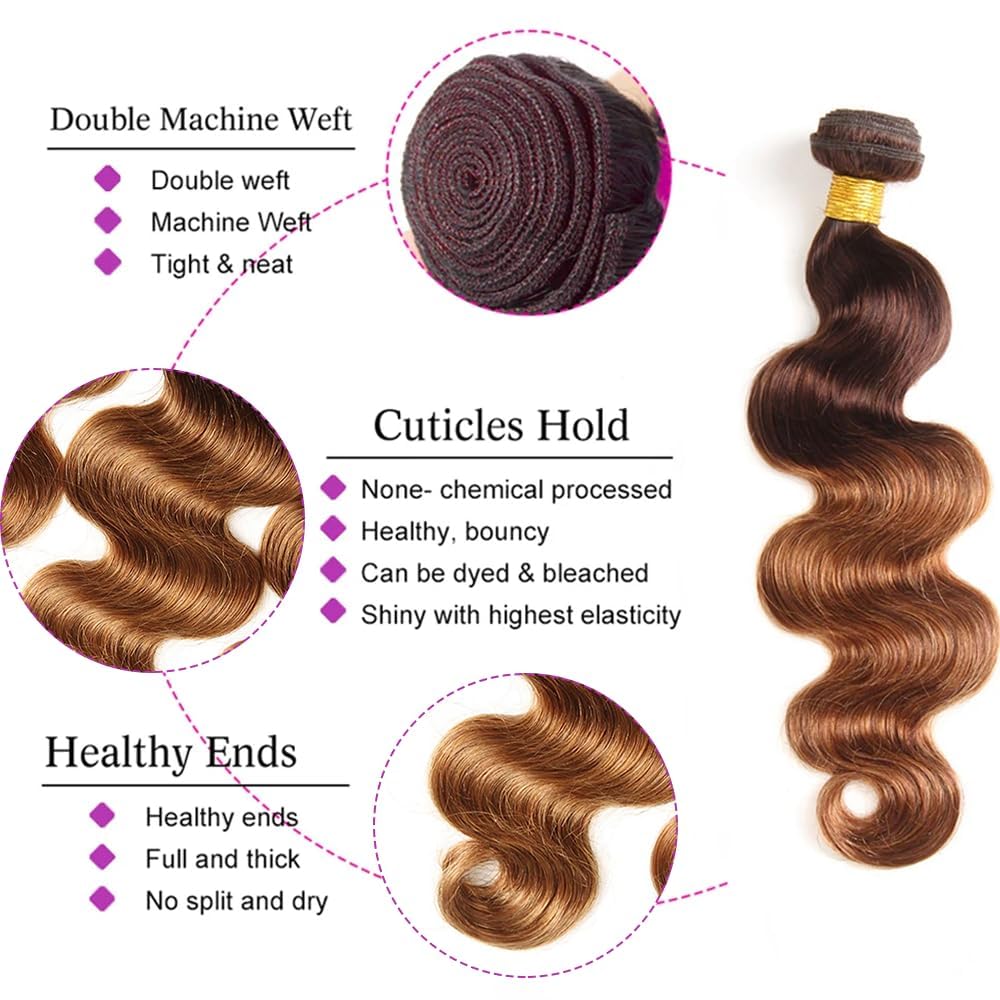 Double Machine Weft
Double weft
Machine Weft
Tight & neat
Cuticles Hold
None- chemical processed
Healthy, bouncy
Can be dyed & bleached
Shiny with highest elasticity
Healthy Ends
Healthy ends
Full and thick
No split and dry